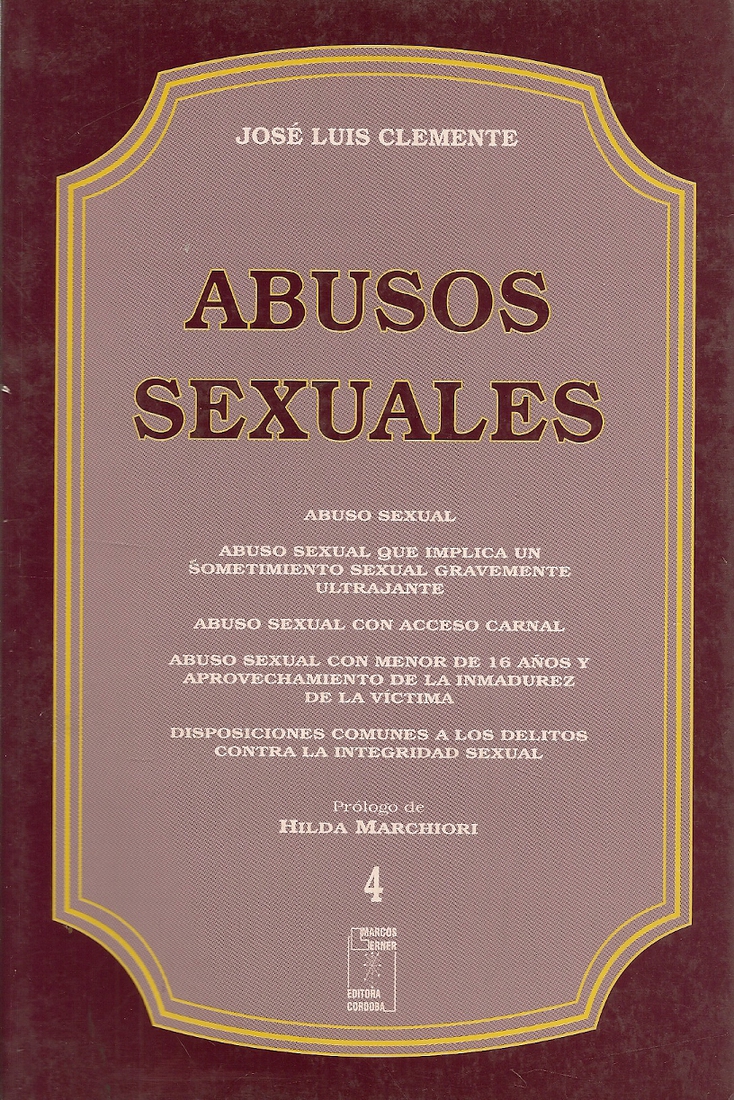 JOSÉ LUIS CLEMENTE
ABUSOS
SEXUALES
ABUSO SEXUAL
ABUSO SEXUAL QUE IMPLICA UN
SOMETIMIENTO SEXUAL GRAVEMENTE
ULTRAJANTE
ABUSO SEXUAL CON ACCESO CARNAL
ABUSO SEXUAL CON MENOR DE 16 AÑOS Y
APROVECHAMIENTO DE LA INMADUREZ
DE LA VÍCTIMA
DISPOSICIONES COMUNES A LOS DELITOS
CONTRA LA INTEGRIDAD SEXUAL
Prólogo de
HILDA MARCHIORI
4
MARCOS
LERNER
EDITORA
CORDOBA